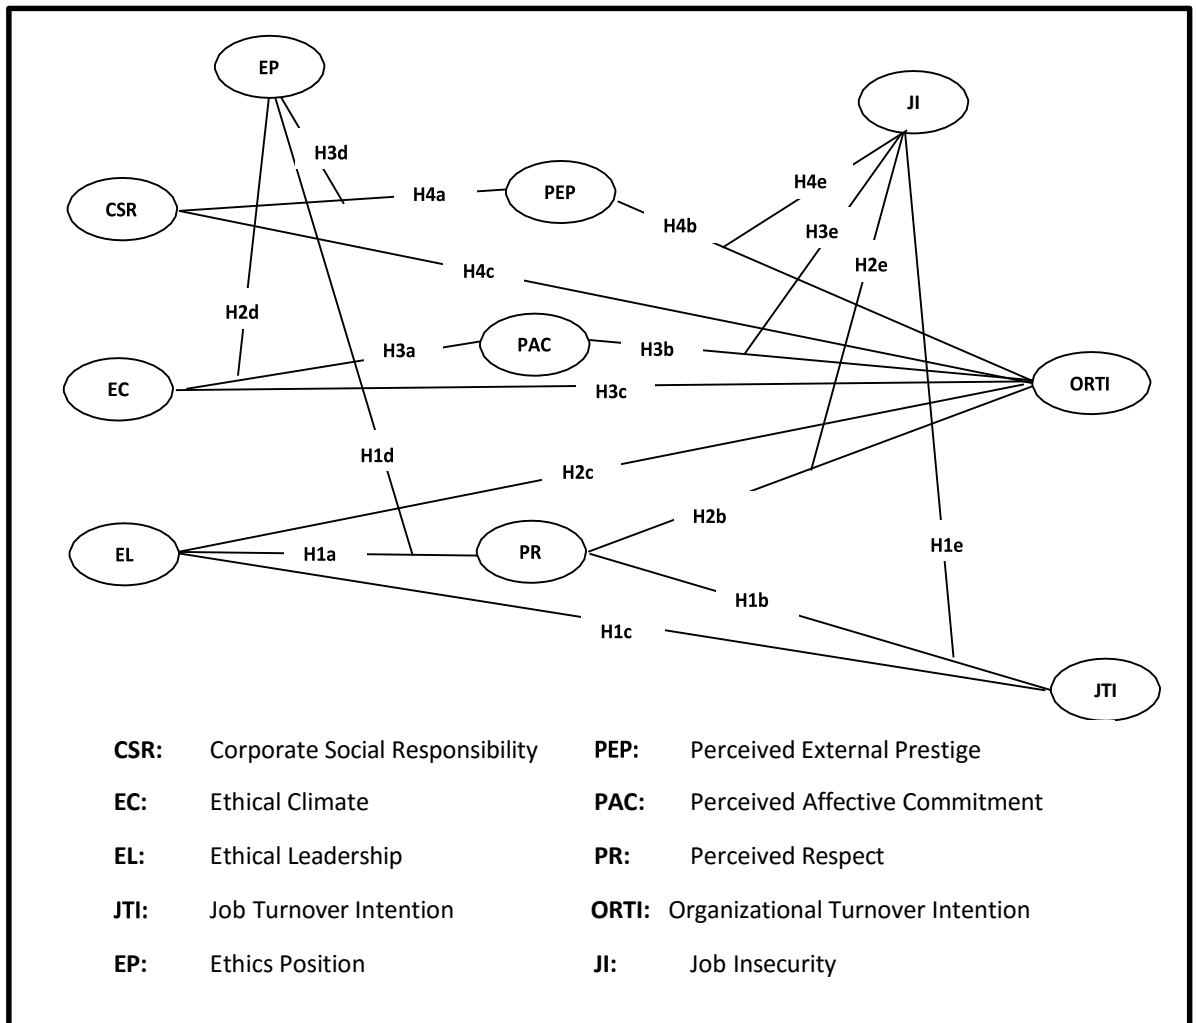 EP
JI
H3d
H4e
CSR
H4a
PEP
H4b
H3e
H2e
H4c
H2d
H3a
PAC
H3b
EC
H3c
ORTI
H1d
H2c
H2b
EL
H1a
PR
H1e
H1b
H1c
JTI
CSR: Corporate Social Responsibility PEP: Perceived External Prestige
EC: Ethical Climate PAC: Perceived Affective Commitment
EL: Ethical Leadership PR: Perceived Respect
JTI: Job Turnover Intention ORTI: Organizational Turnover Intention
EP: Ethics Position JI: Job Insecurity